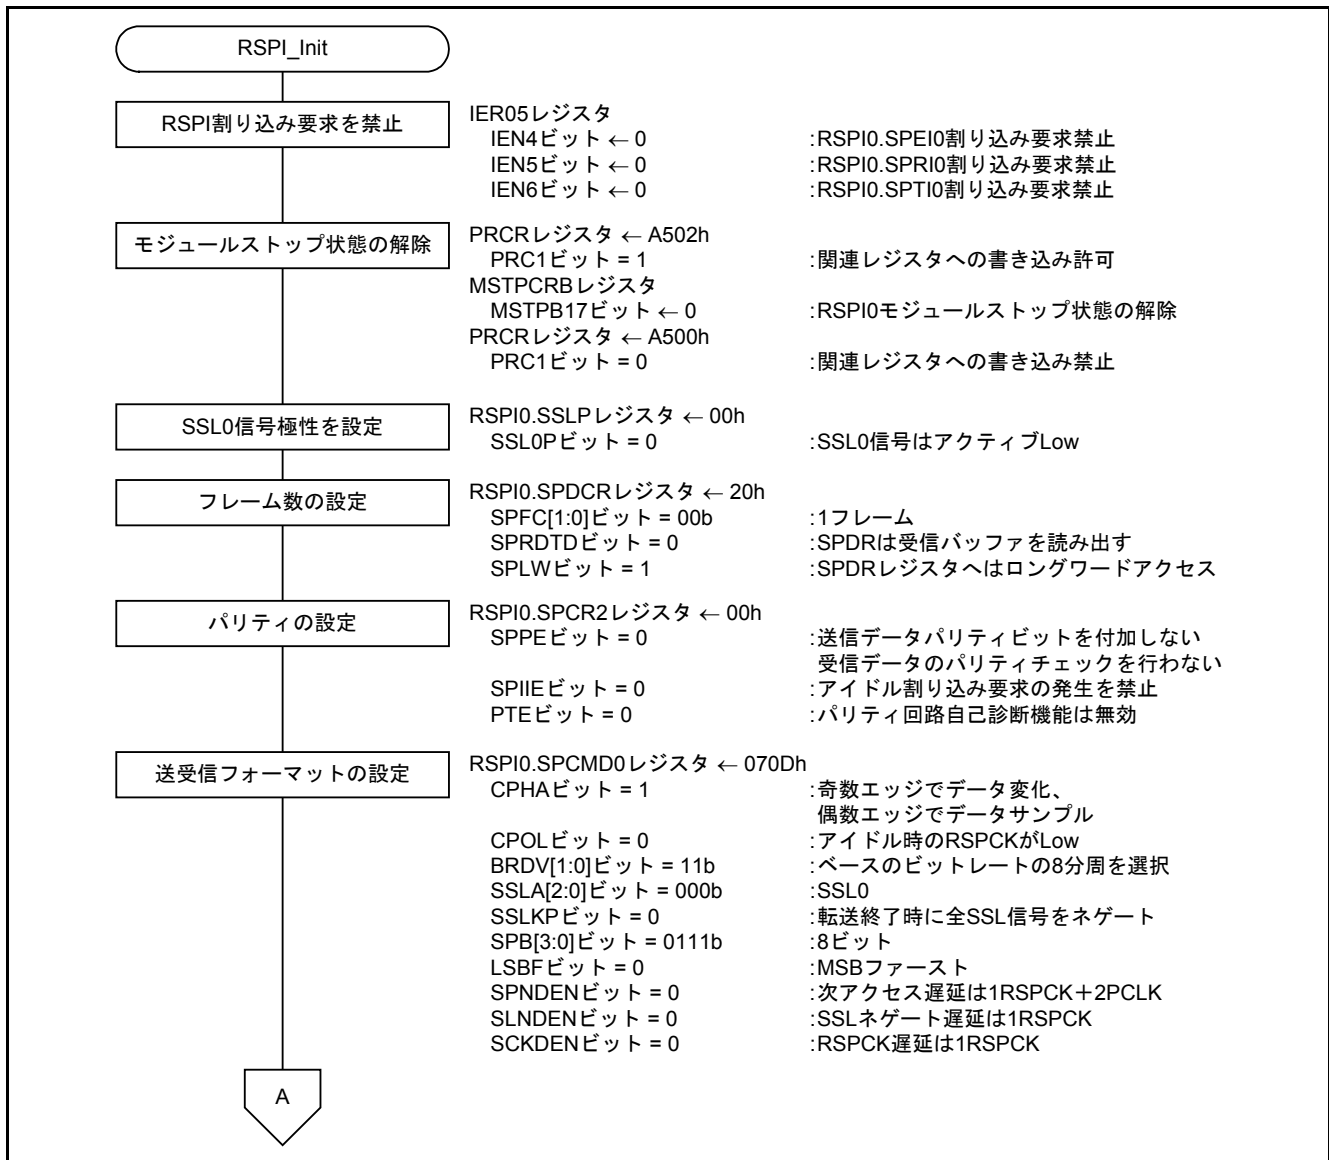 RSPI_Init
RSPI割り込み要求を禁止
IER05レジスタ
IEN4ビット ← 0 :RSPI0.SPEI0割り込み要求禁止
IEN5ビット ← 0 :RSPI0.SPRI0割り込み要求禁止
IEN6ビット ← 0 :RSPI0.SPTI0割り込み要求禁止
モジュールストップ状態の解除
PRCRレジスタ ← A502h
PRC1ビット = 1 :関連レジスタへの書き込み許可
MSTPCRBレジスタ
MSTPB17ビット ← 0 :RSPI0モジュールストップ状態の解除
PRCRレジスタ ← A500h
PRC1ビット = 0 :関連レジスタへの書き込み禁止
SSL0信号極性を設定
RSPI0.SSLPレジスタ ← 00h
SSL0Pビット = 0 :SSL0信号はアクティブLow
フレーム数の設定
RSPI0.SPDCRレジスタ ← 20h
SPFC[1:0]ビット = 00b :1フレーム
SPRDTDビット = 0 :SPDRは受信バッファを読み出す
SPLWビット = 1 :SPDRレジスタへはロングワードアクセス
パリティの設定
RSPI0.SPCR2レジスタ ← 00h
SPPEビット = 0 :送信データパリティビットを付加しない
受信データのパリティチェックを行わない
SPIIEビット = 0 :アイドル割り込み要求の発生を禁止
PTEビット = 0 :パリティ回路自己診断機能は無効
送受信フォーマットの設定
RSPI0.SPCMD0レジスタ ← 070Dh
CPHAビット = 1 :奇数エッジでデータ変化、
偶数エッジでデータサンプル
CPOLビット = 0 :アイドル時のRSPCKがLow
BRDV[1:0]ビット = 11b :ベースのビットレートの8分周を選択
SSLA[2:0]ビット = 000b :SSL0
SSLKPビット = 0 :転送終了時に全SSL信号をネゲート
SPB[3:0]ビット = 0111b :8ビット
LSBFビット = 0 :MSBファースト
SPNDENビット = 0 :次アクセス遅延は1RSPCK＋2PCLK
SLNDENビット = 0 :SSLネゲート遅延は1RSPCK
SCKDENビット = 0 :RSPCK遅延は1RSPCK
A